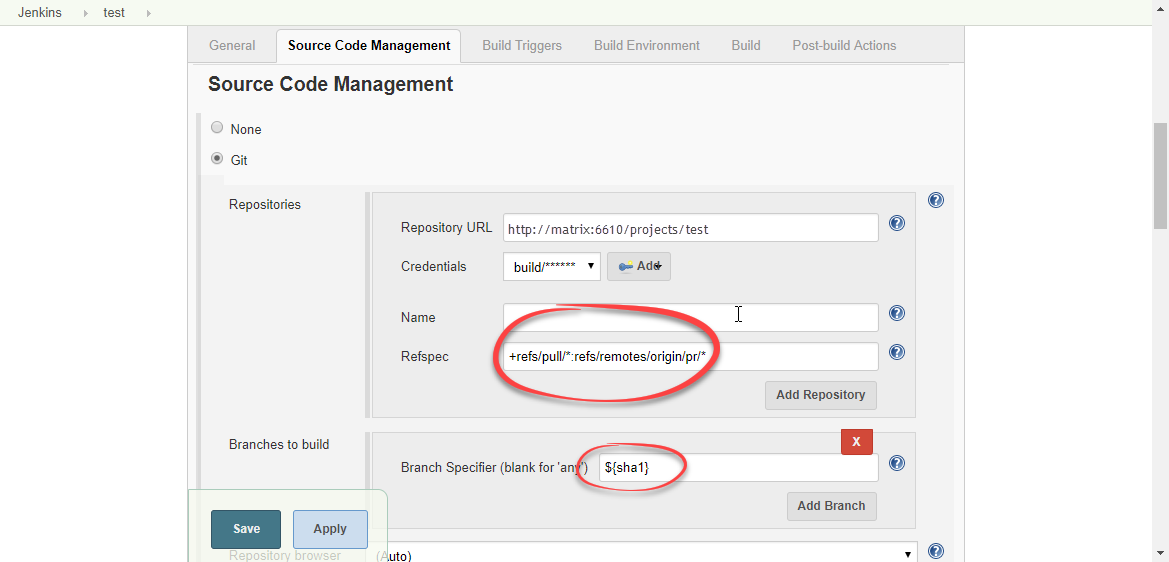 Jenkins test
General Source Code Management Build Triggers Build Environment Build Post-build Actions
Source Code Management
None
Git
Repositories
Repository URL http://matrix:6610/projects/test
Credentials build/****** Add
Name
Refspec +refs/pull/*:refs/remotes/origin/pr/*
Add Repository
Branches to build
X
Branch Specifier (blank for 'any') ${sha1}
Add Branch
Save Apply
Repository browser (Auto)